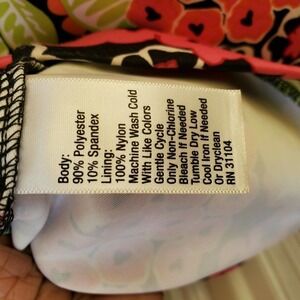 Body:
90% Polyester
10% Spandex
Lining:
100% Nylon
Machine Wash Cold
With Like Colors
Gentle Cycle
Only Non-Chlorine
Bleach If Needed
Tumble Dry Low
Cool Iron If Needed
Or Dryclean
RN 31104